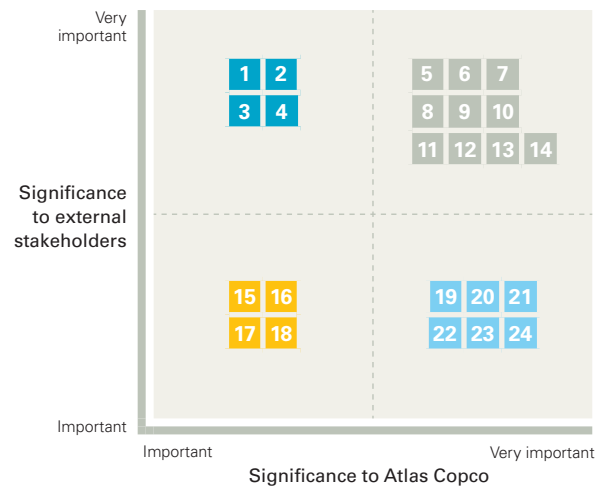 Very
important
1 2
3 4
5 6 7
8 9 10
11 12 13 14
Significance
to external
stakeholders
15 16
17 18
19 20 21
22 23 24
Important
Important
Very important
Significance to Atlas Copco